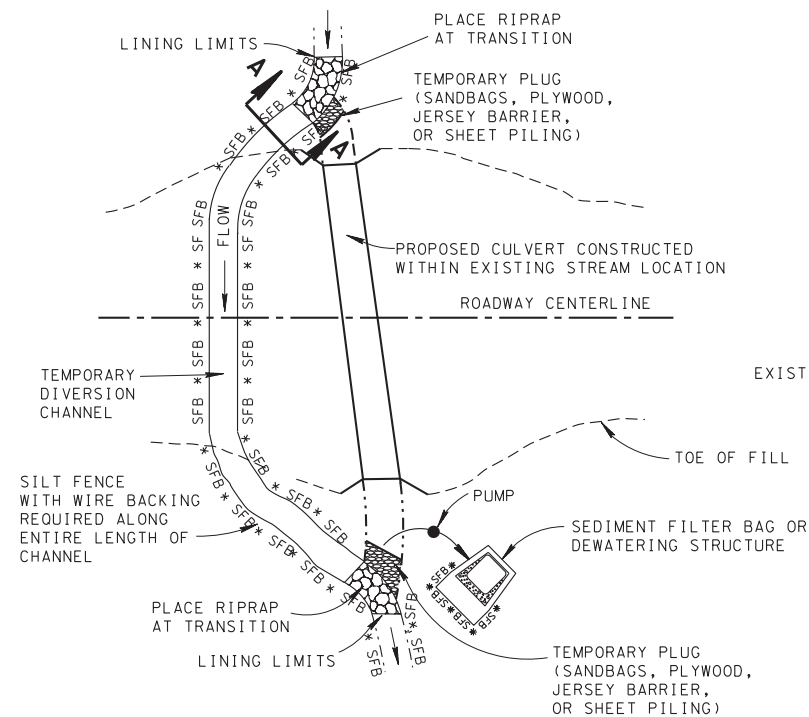 PLACE RIPRAP
AT TRANSITION
LINING LIMITS
TEMPORARY PLUG
(SANDBAGS, PLYWOOD,
JERSEY BARRIER,
OR SHEET PILING)
A
A
SFB * SFB * SFB
SFB
FLOW
PROPOSED CULVERT CONSTRUCTED
WITHIN EXISTING STREAM LOCATION
ROADWAY CENTERLINE
TEMPORARY
DIVERSION
CHANNEL
EXIST
TOE OF FILL
SILT FENCE
WITH WIRE BACKING
REQUIRED ALONG
ENTIRE LENGTH OF
CHANNEL
PUMP
SEDIMENT FILTER BAG OR
DEWATERING STRUCTURE
PLACE RIPRAP
AT TRANSITION
LINING LIMITS
TEMPORARY PLUG
(SANDBAGS, PLYWOOD,
JERSEY BARRIER,
OR SHEET PILING)